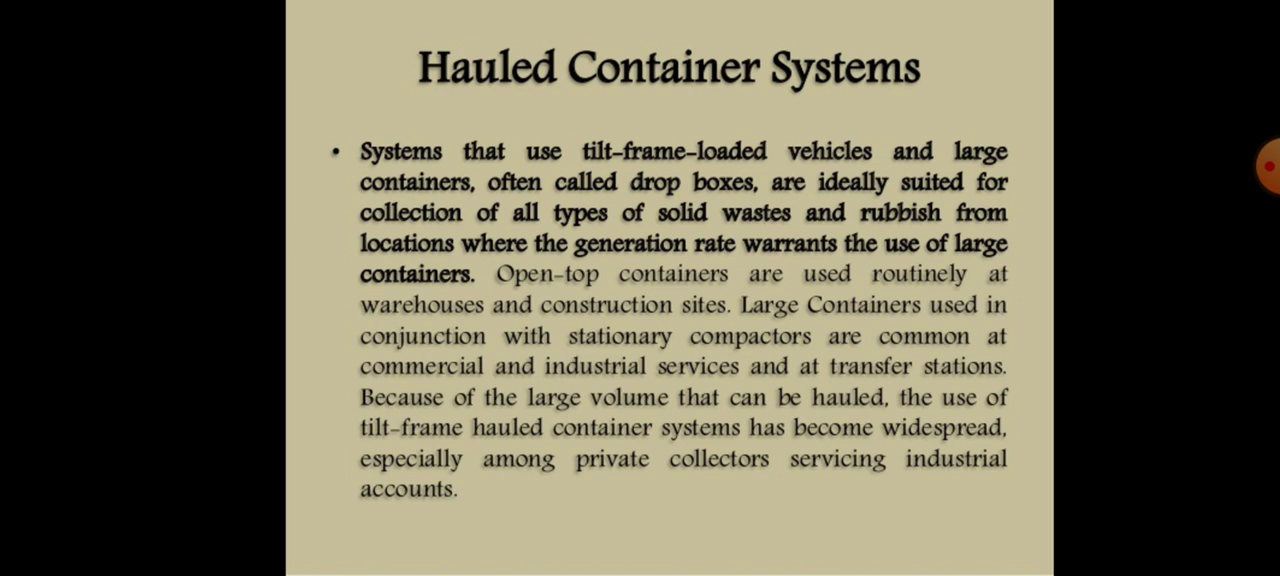 Hauled Container Systems
• Systems that use tilt-frame-loaded vehicles and large
containers, often called drop boxes, are ideally suited for
collection of all types of solid wastes and rubbish from
locations where the generation rate warrants the use of large
containers. Open-top containers are used routinely at
warehouses and construction sites. Large Containers used in
conjunction with stationary compactors are common at
commercial and industrial services and at transfer stations.
Because of the large volume that can be hauled, the use of
tilt-frame hauled container systems has become widespread,
especially among private collectors servicing industrial
accounts.